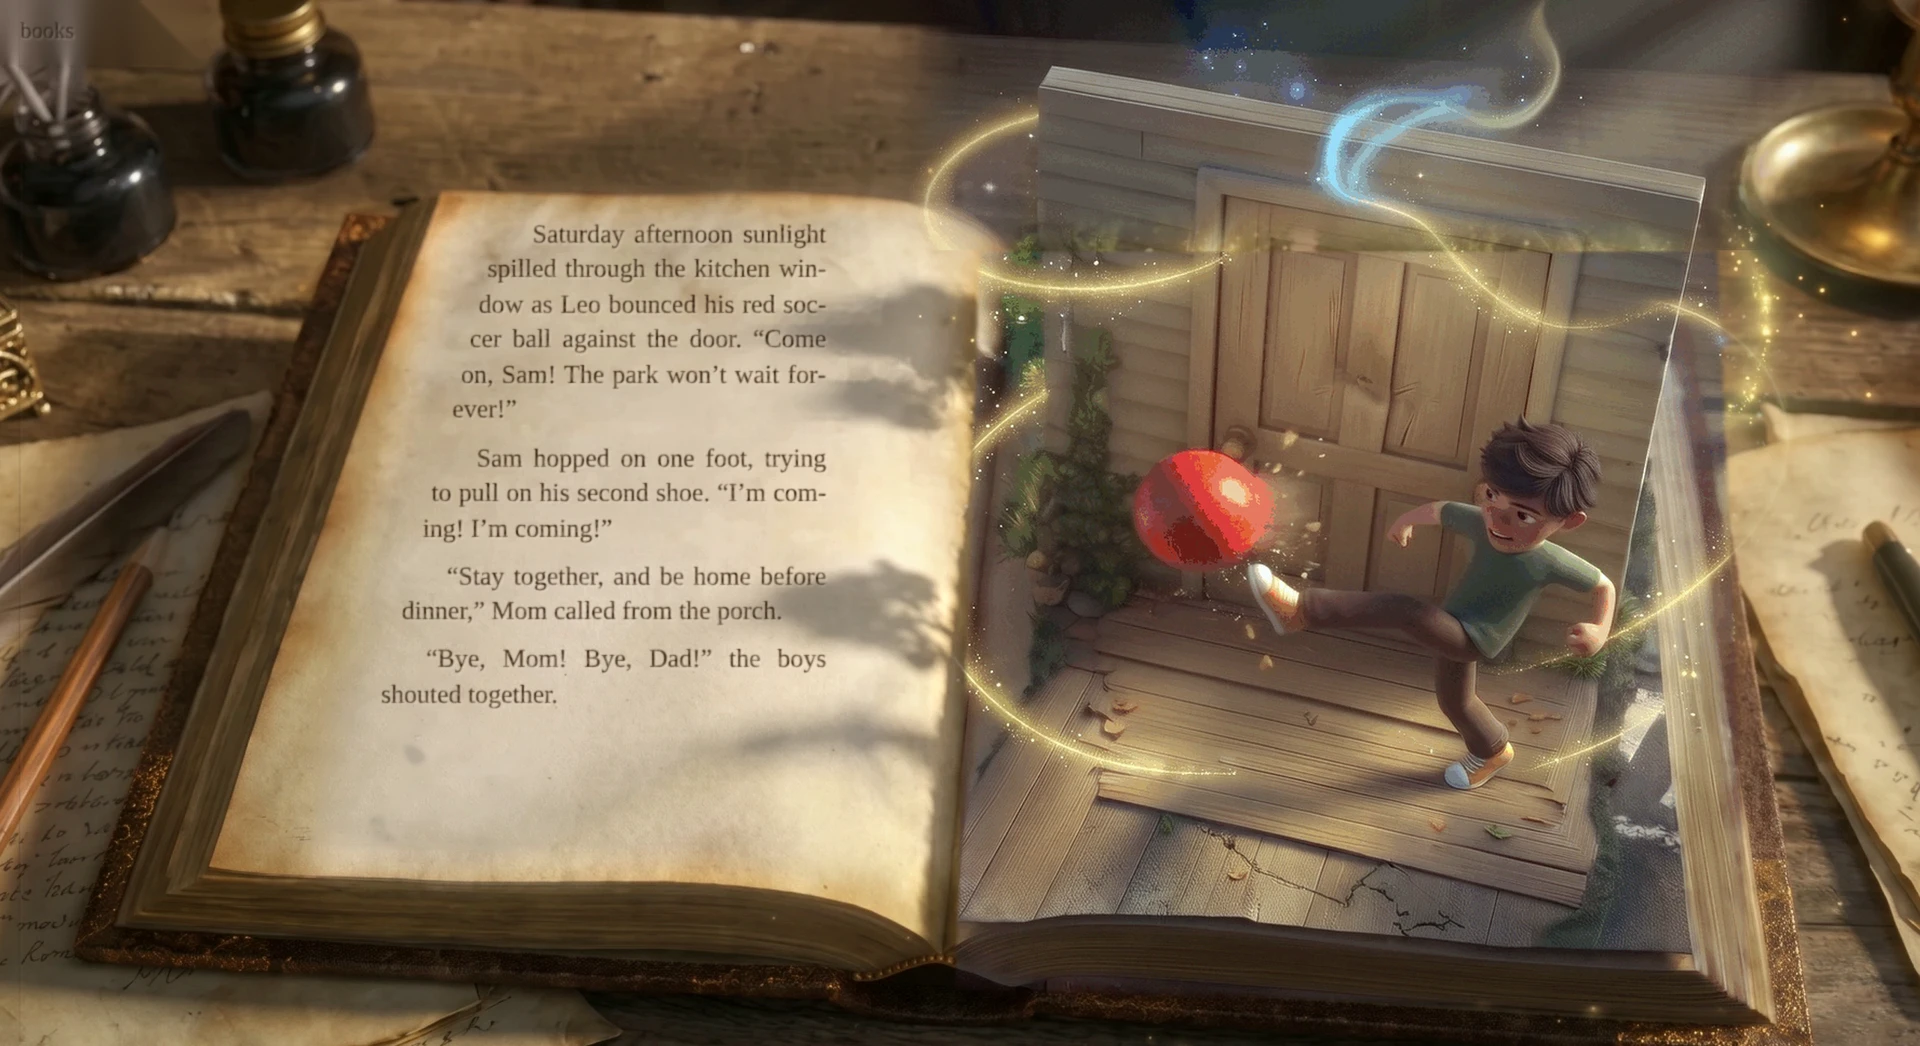 books
Saturday afternoon sunlight
spilled through the kitchen win-
dow as Leo bounced his red soc-
cer ball against the door. “Come
on, Sam! The park won’t wait for-
ever!”
Sam hopped on one foot, trying
to pull on his second shoe. “I’m com-
ing! I’m coming!”
“Stay together, and be home before
dinner,” Mom called from the porch.
“Bye, Mom! Bye, Dad!” the boys
shouted together.